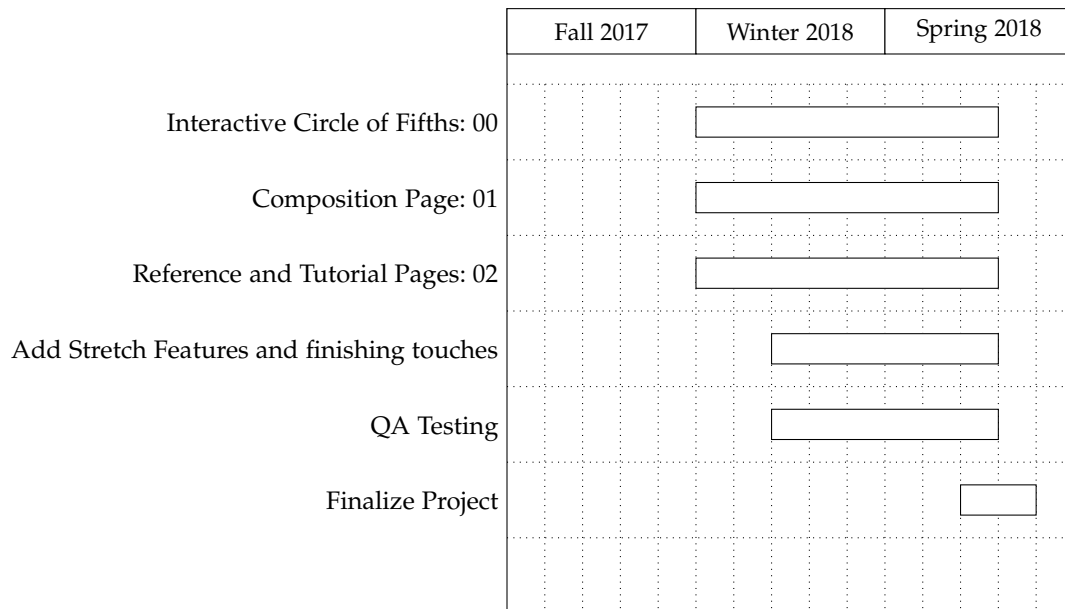 Fall 2017 Winter 2018 Spring 2018
Interactive Circle of Fifths: 00
Composition Page: 01
Reference and Tutorial Pages: 02
Add Stretch Features and finishing touches
QA Testing
Finalize Project